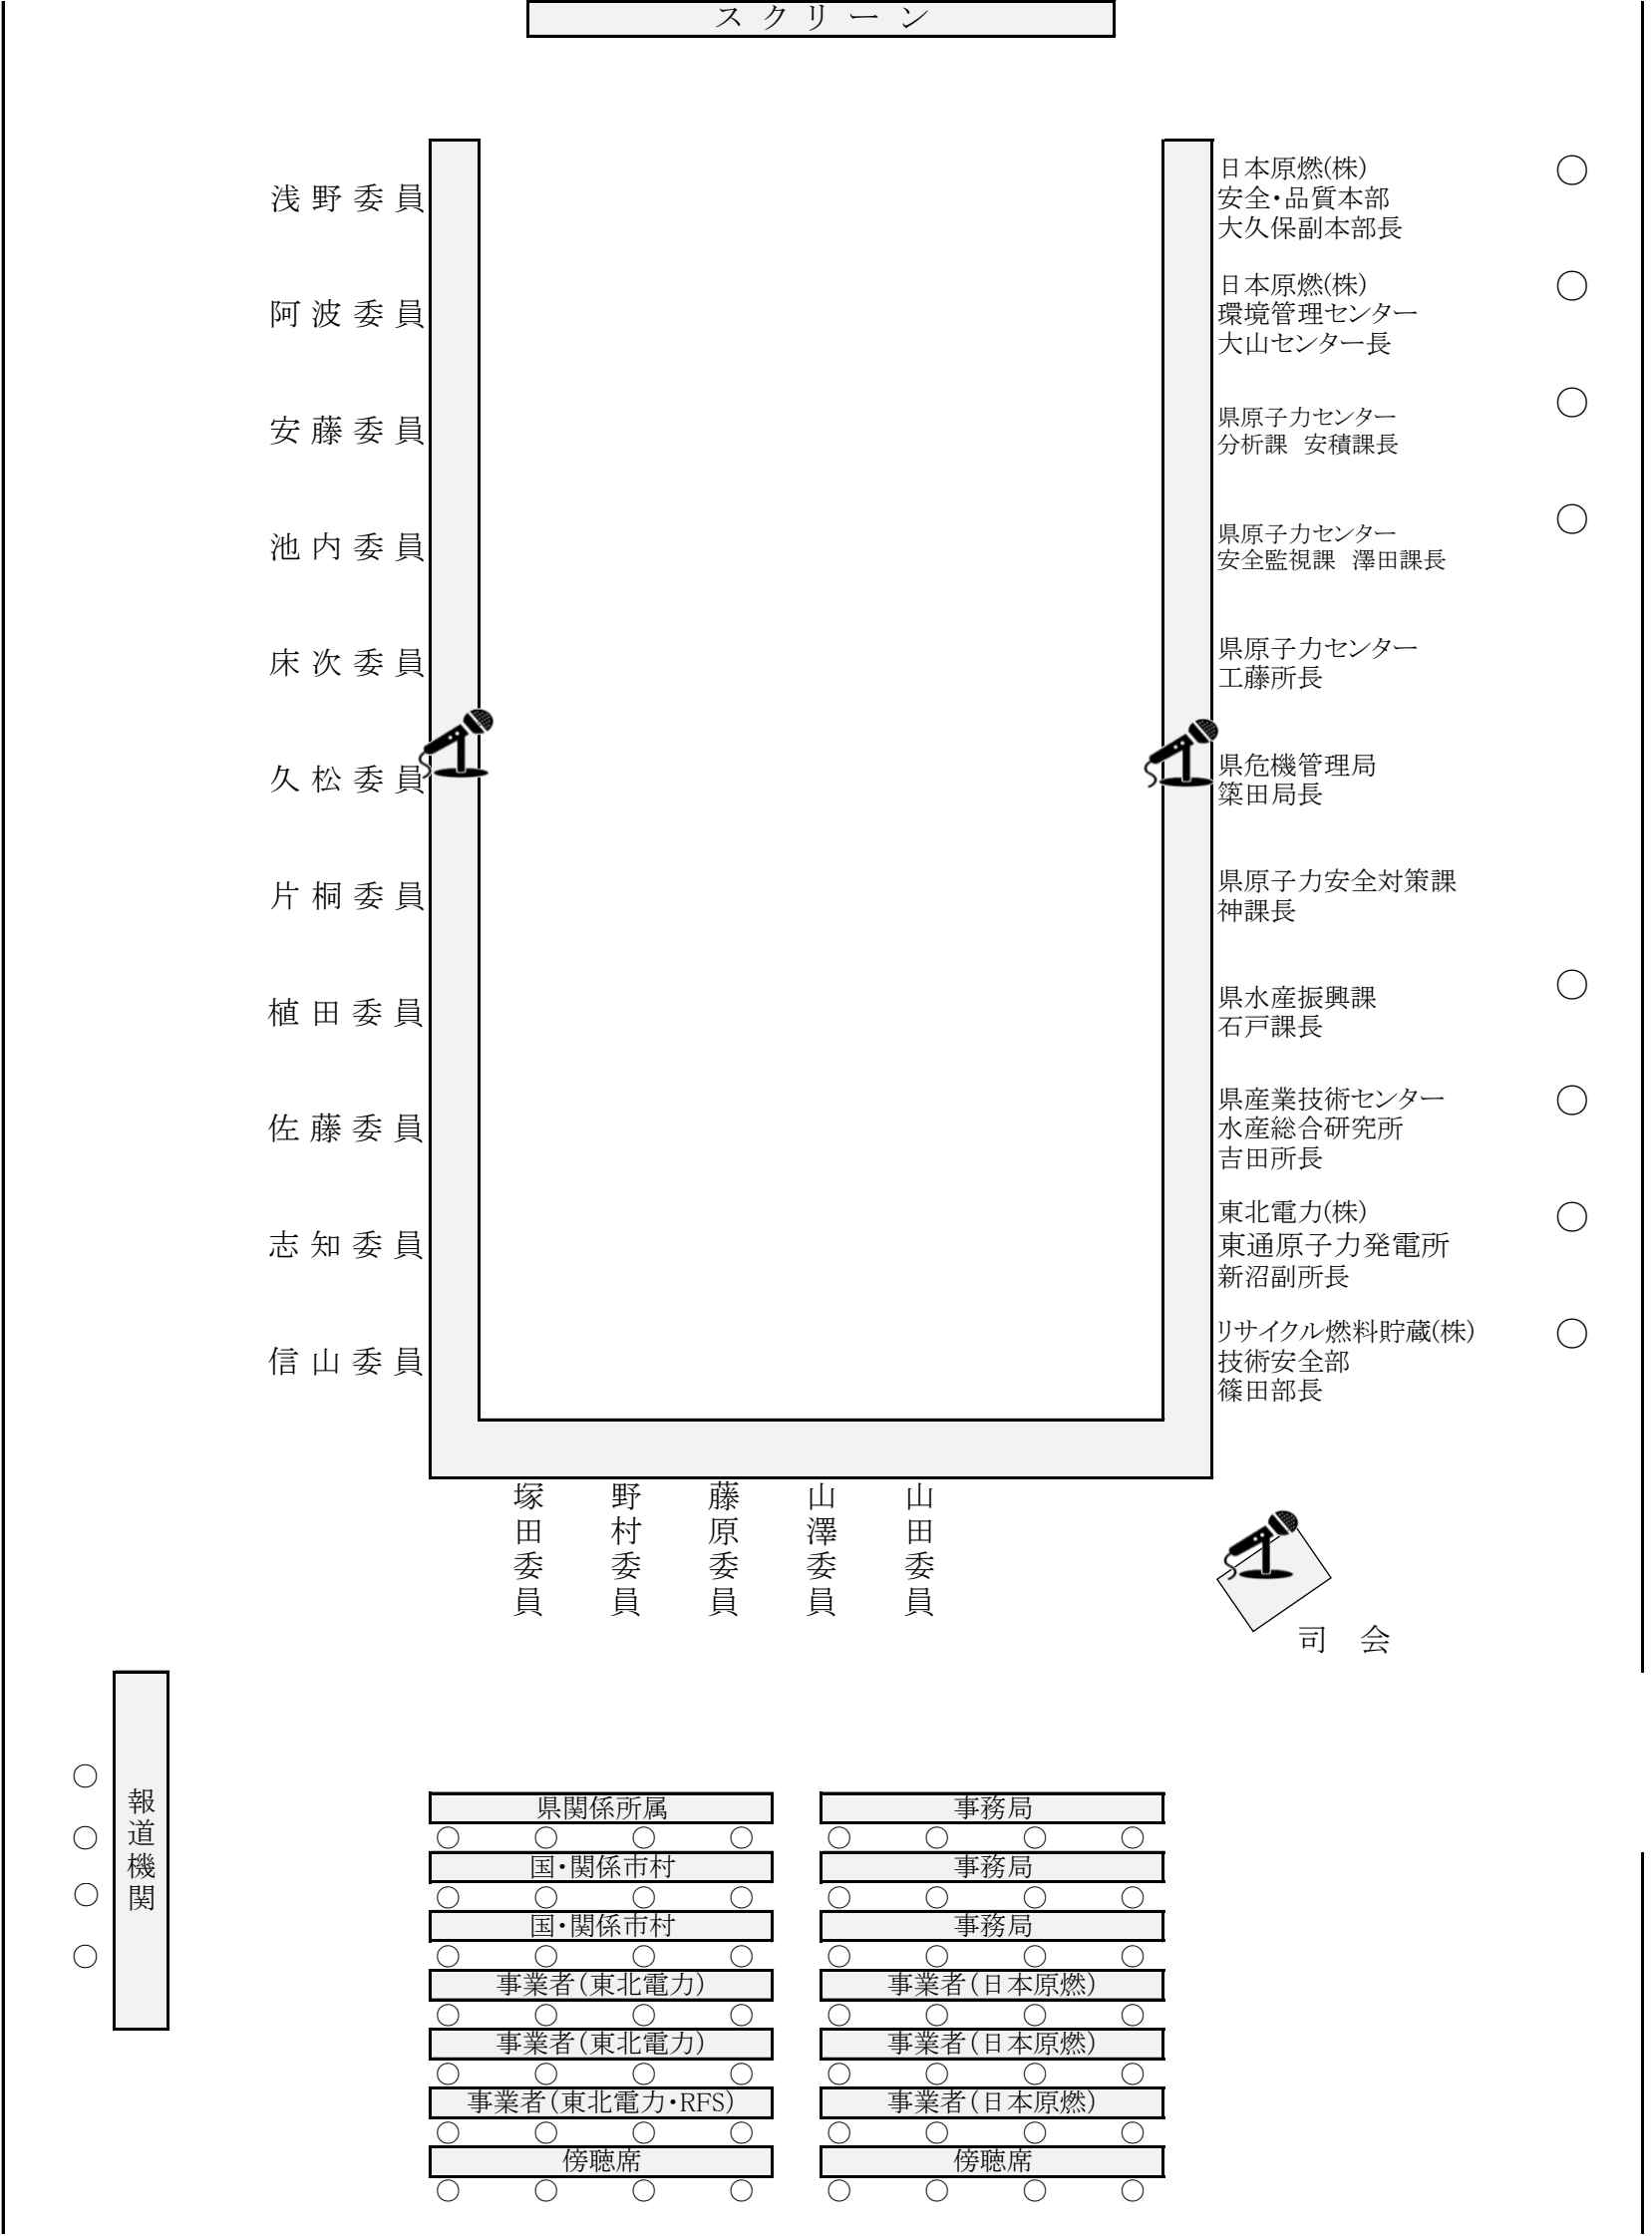 スクリーン
浅野委員
阿波委員
安藤委員
池内委員
床次委員
久松委員
片桐委員
植田委員
佐藤委員
志知委員
信山委員
日本原燃(株)
安全・品質本部
大久保副本部長
日本原燃(株)
環境管理センター
大山センター長
県原子力センター
分析課　安積課長
県原子力センター
安全監視課　澤田課長
県原子力センター
工藤所長
県危機管理局
築田局長
県原子力安全対策課
神課長
県水産振興課
石戸課長
県産業技術センター
水産総合研究所
吉田所長
東北電力(株)
東通原子力発電所
新沼副所長
リサイクル燃料貯蔵(株)
技術安全部
篠田部長
塚田委員
野村委員
藤原委員
山澤委員
山田委員
司　会
報道機関
県関係所属
事務局
国・関係市村
事務局
国・関係市村
事務局
事業者（東北電力）
事業者（日本原燃）
事業者（東北電力）
事業者（日本原燃）
事業者（東北電力・RFS）
事業者（日本原燃）
傍聴席
傍聴席